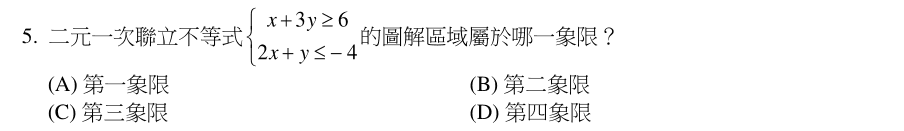 5. 二元一次聯立不等式{x+3y≥6
2x+y≤−4 的圖解區域屬於哪一象限？
(A) 第一象限 (B) 第二象限
(C) 第三象限 (D) 第四象限